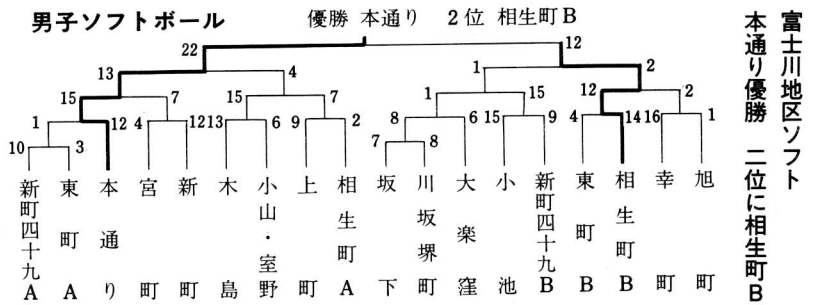 富士川地区ソフト
本通り優勝 二位に相生町B
男子ソフトボール
優勝 本通り 2位 相生町B
22 12
13 4 1 2
15 7 15 7 1 15 12 2
1 12 4 12 13 6 9 2 8 6 15 9 4 14 16 1
10 3 7 8
新町四十九A
東町A
本通り
宮町
新町
木島
小山・室野
上町
相生町A
坂下
川坂堺町
大楽窪
小池
新町四十九B
東町B
相生町B
幸町
旭町